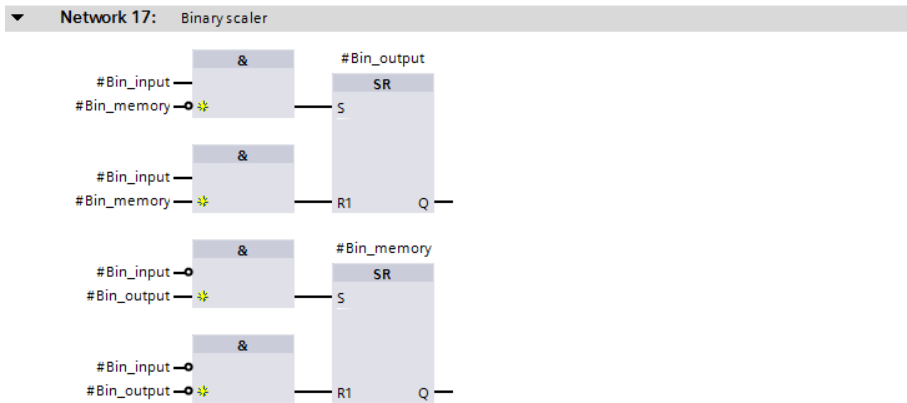 Network 17: Binary scaler
& #Bin_output
#Bin_input SR
#Bin_memory S
&
#Bin_input
#Bin_memory R1 Q
& #Bin_memory
#Bin_input SR
#Bin_output S
&
#Bin_input
#Bin_output R1 Q